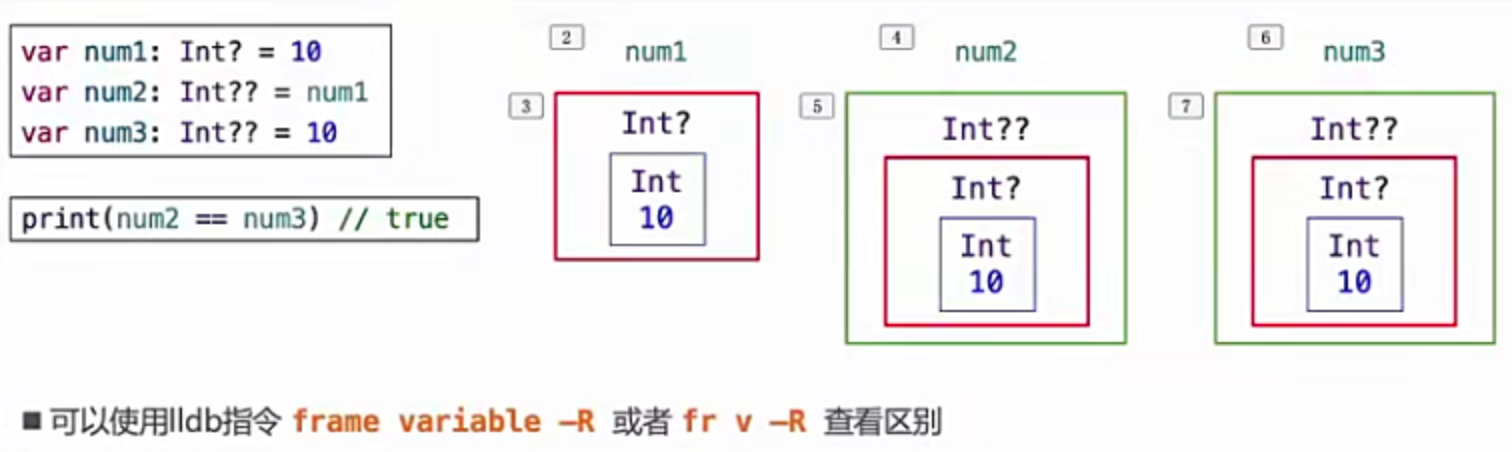 var num1: Int? = 10
var num2: Int?? = num1
var num3: Int?? = 10
print(num2 == num3) // true
2
num1
3
Int?
Int
10
4
num2
5
Int??
Int?
Int
10
6
num3
7
Int??
Int?
Int
10
■ 可以使用lldb指令 frame variable –R 或者 fr v –R 查看区别